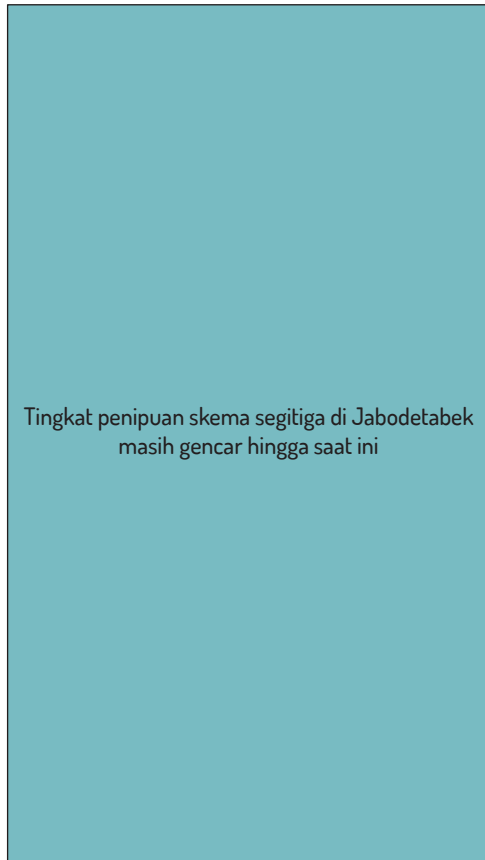 Tingkat penipuan skema segitiga di Jabodetabek
masih gencar hingga saat ini